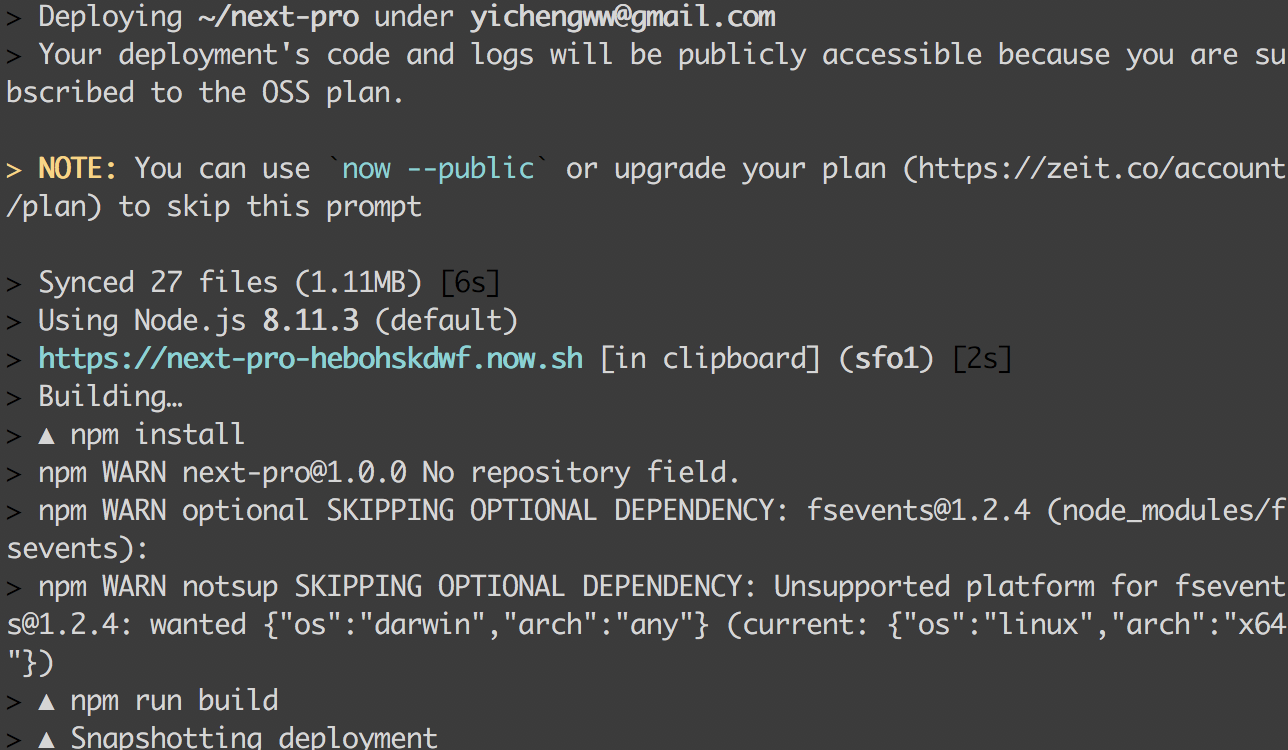 > Deploying ~/next-pro under yichengww@gmail.com
> Your deployment's code and logs will be publicly accessible because you are su
bscribed to the OSS plan.
> NOTE: You can use `now --public` or upgrade your plan (https://zeit.co/account
/plan) to skip this prompt
> Synced 27 files (1.11MB) [6s]
> Using Node.js 8.11.3 (default)
> https://next-pro-hebohskdwf.now.sh [in clipboard] (sfo1) [2s]
> Building…
> ▲ npm install
> npm WARN next-pro@1.0.0 No repository field.
> npm WARN optional SKIPPING OPTIONAL DEPENDENCY: fsevents@1.2.4 (node_modules/f
sevents):
> npm WARN notsup SKIPPING OPTIONAL DEPENDENCY: Unsupported platform for fsevent
s@1.2.4: wanted {"os":"darwin","arch":"any"} (current: {"os":"linux","arch":"x64
"})
> ▲ npm run build
> ▲ Snapshotting deployment